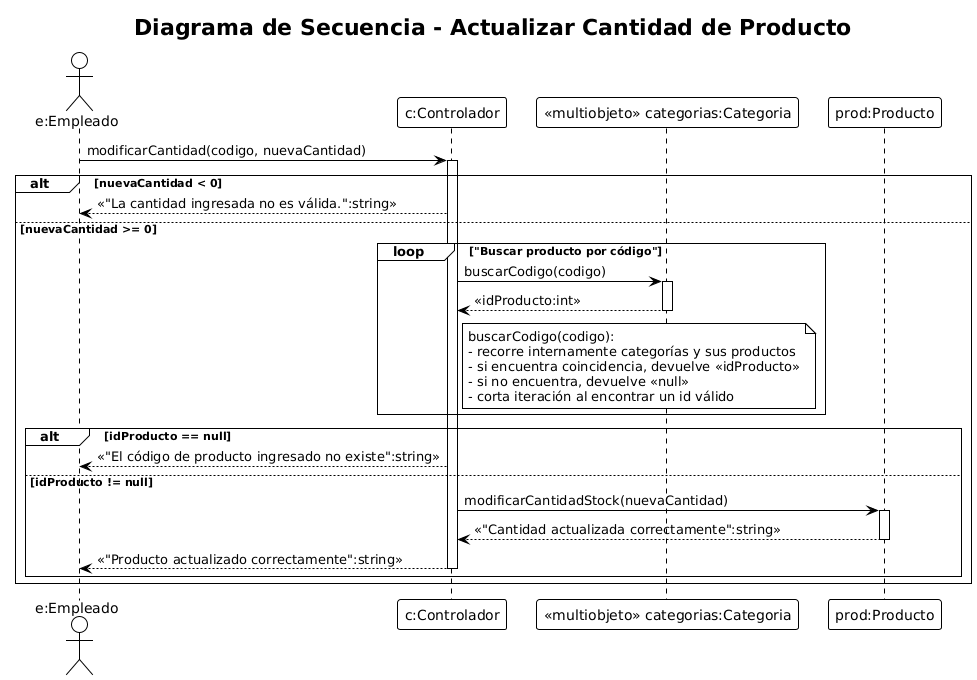 Diagrama de Secuencia - Actualizar Cantidad de Producto
e:Empleado
c:Controlador
«multiobjeto» categorias:Categoria
prod:Producto
modificarCantidad(codigo, nuevaCantidad)
alt
[nuevaCantidad < 0]
«"La cantidad ingresada no es válida.":string»
[nuevaCantidad >= 0]
loop
["Buscar producto por código"]
buscarCodigo(codigo)
«idProducto:int»
buscarCodigo(codigo):
- recorre internamente categorías y sus productos
- si encuentra coincidencia, devuelve «idProducto»
- si no encuentra, devuelve «null»
- corta iteración al encontrar un id válido
alt
[idProducto == null]
«"El código de producto ingresado no existe":string»
[idProducto != null]
modificarCantidadStock(nuevaCantidad)
«"Cantidad actualizada correctamente":string»
«"Producto actualizado correctamente":string»
e:Empleado
c:Controlador
«multiobjeto» categorias:Categoria
prod:Producto